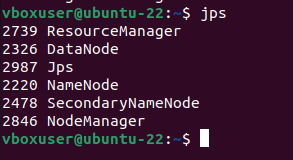 vboxuser@ubuntu-22:~$ jps
2739 ResourceManager
2326 DataNode
2987 Jps
2220 NameNode
2478 SecondaryNameNode
2846 NodeManager
vboxuser@ubuntu-22:~$